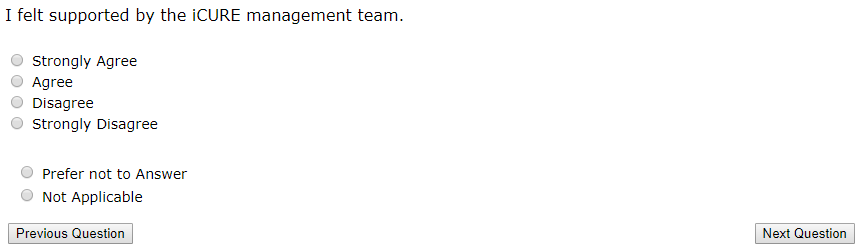 I felt supported by the iCURE management team.
Strongly Agree
Agree
Disagree
Strongly Disagree
Prefer not to Answer
Not Applicable
Previous Question
Next Question